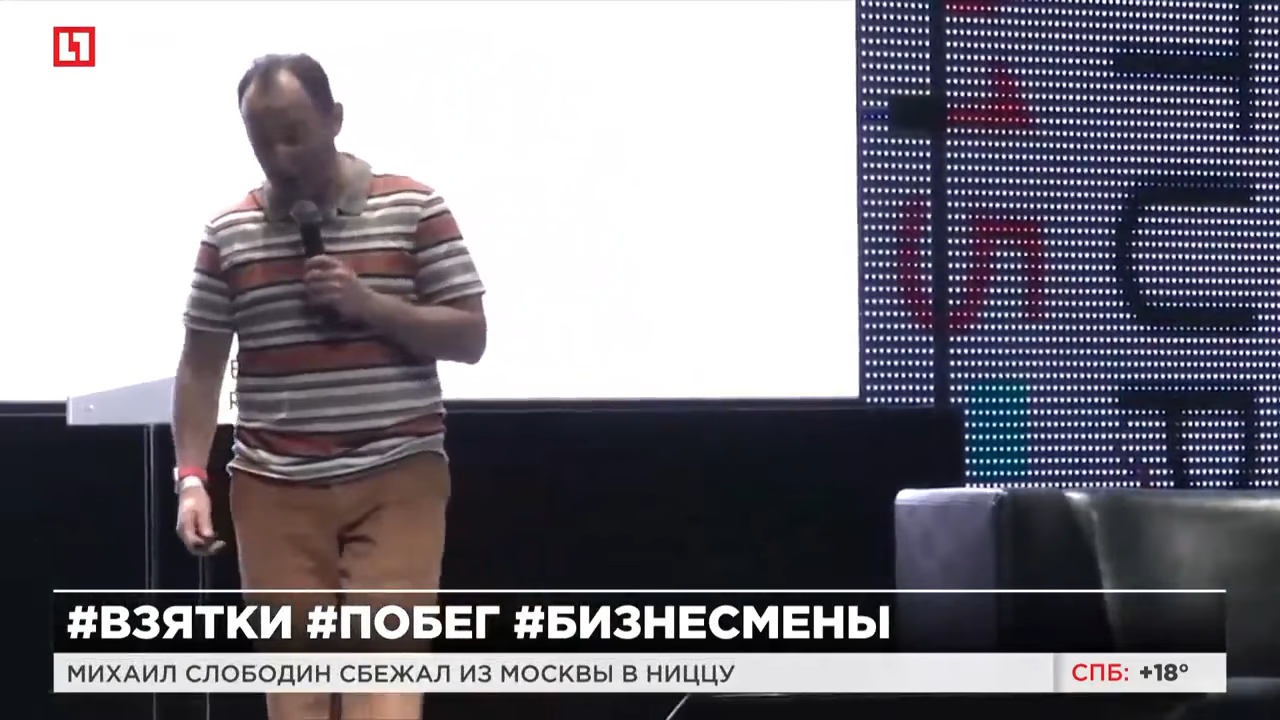 #ВЗЯТКИ #ПОБЕГ #БИЗНЕСМЕНЫ
МИХАИЛ СЛОБОДИН СБЕЖАЛ ИЗ МОСКВЫ В НИЦЦУ
СПБ: +18°